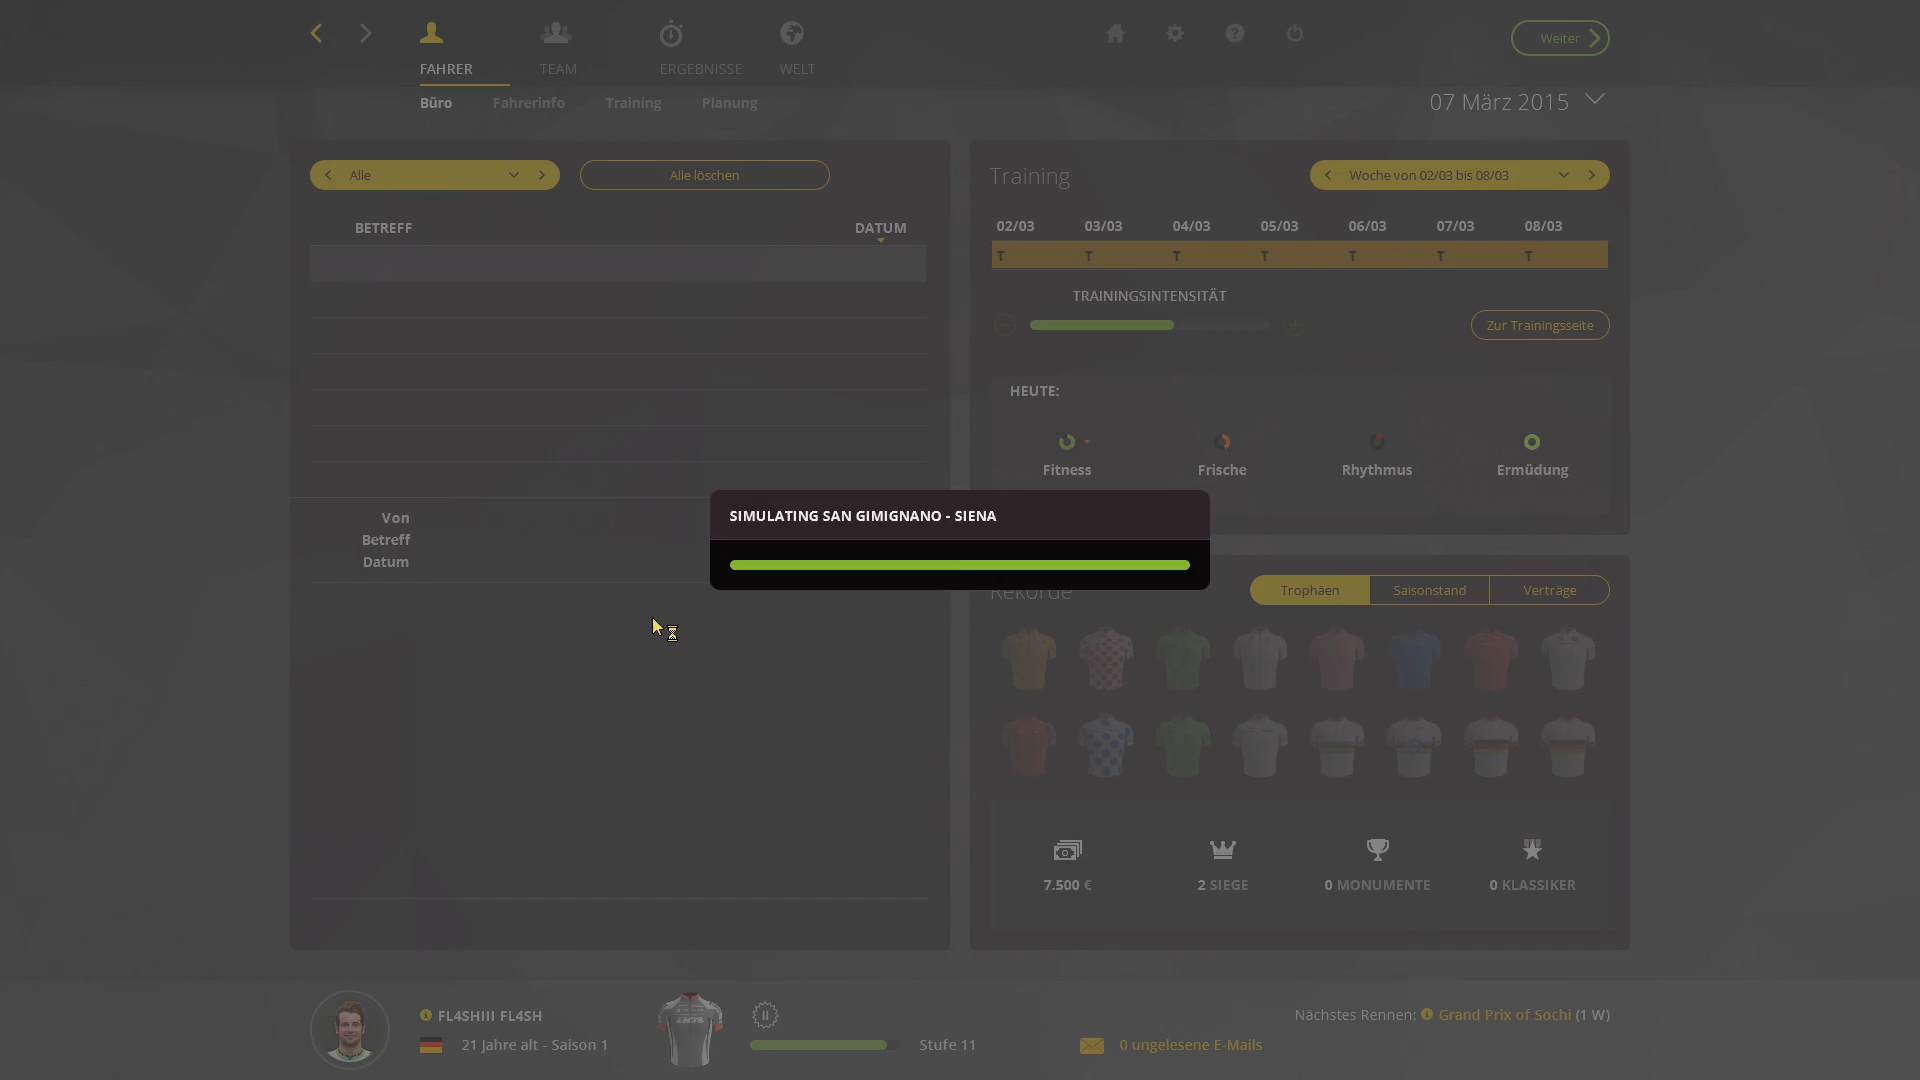 FAHRER
TEAM
ERGEBNISSE
WELT
Weiter
Büro
Fahrerinfo
Training
Planung
07 März 2015
Alle
Alle löschen
BETREFF
DATUM
Von
Betreff
Datum
Training
Woche von 02/03 bis 08/03
02/03 03/03 04/03 05/03 06/03 07/03 08/03
T T T T T T T
TRAININGSINTENSITÄT
Zur Trainingsseite
HEUTE:
Fitness
Frische
Rhythmus
Ermüdung
SIMULATING SAN GIMIGNANO - SIENA
Rekorde
Trophäen
Saisonstand
Verträge
7.500 €
2 SIEGE
0 MONUMENTE
0 KLASSIKER
FL4SHIII FL4SH
21 Jahre alt - Saison 1
Stufe 11
Nächstes Rennen: Grand Prix of Sochi (1 W)
0 ungelesene E-Mails